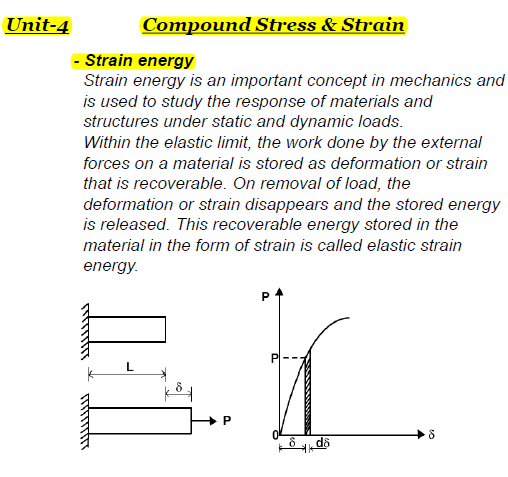 Unit-4 Compound Stress & Strain
- Strain energy
Strain energy is an important concept in mechanics and
is used to study the response of materials and
structures under static and dynamic loads.
Within the elastic limit, the work done by the external
forces on a material is stored as deformation or strain
that is recoverable. On removal of load, the
deformation or strain disappears and the stored energy
is released. This recoverable energy stored in the
material in the form of strain is called elastic strain
energy.
L
δ
P
P
P
0
δ dδ
δ